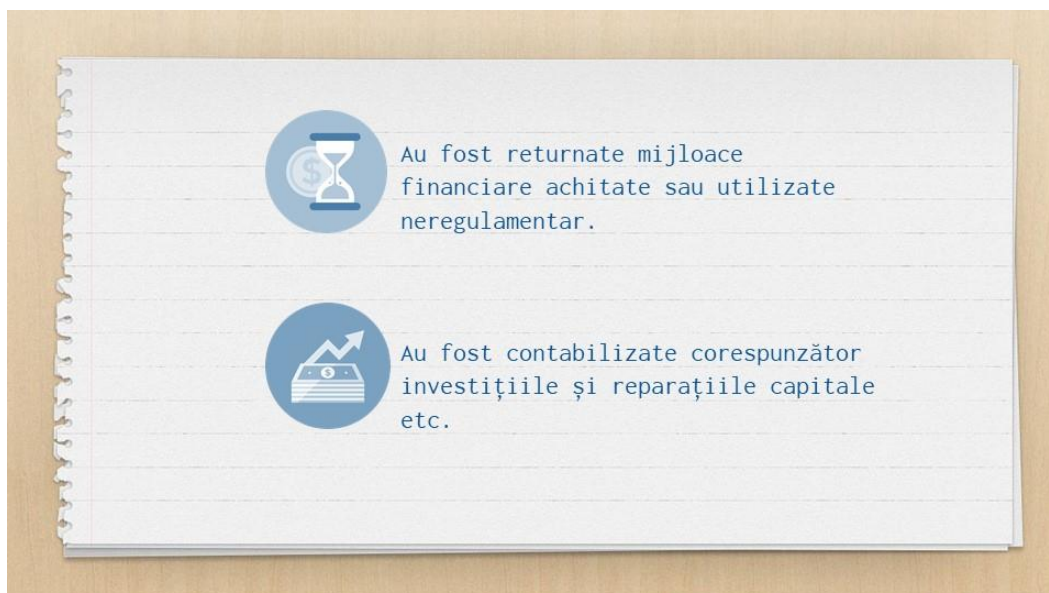 Au fost returnate mijloace
financiare achitate sau utilizate
neregulamentar.
Au fost contabilizate corespunzător
investițiile și reparațiile capitale
etc.